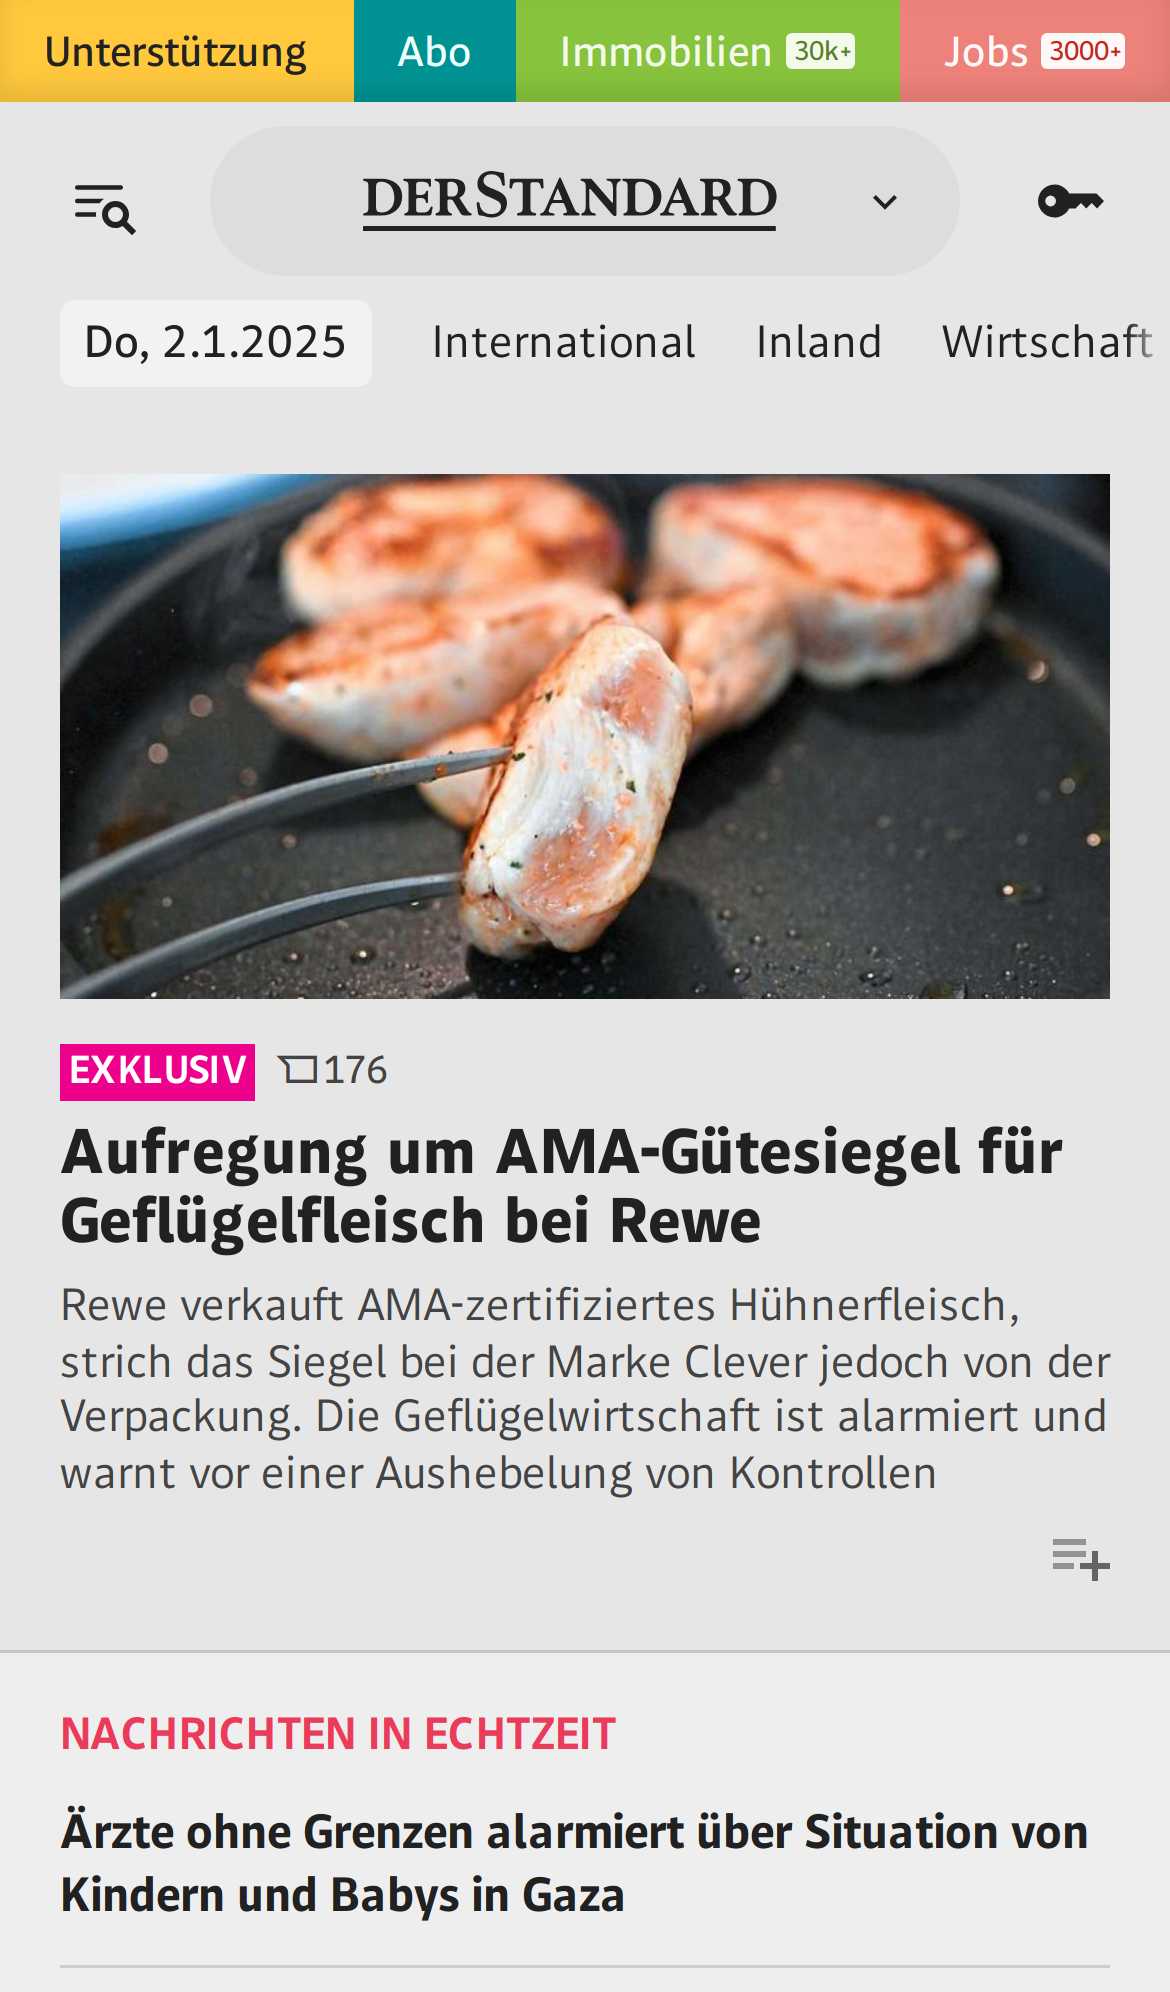 Unterstützung Abo Immobilien 30k+ Jobs 3000+
DERSTANDARD
Do, 2.1.2025 International Inland Wirtschaft
EXKLUSIV 176
Aufregung um AMA-Gütesiegel für
Geflügelfleisch bei Rewe
Rewe verkauft AMA-zertifiziertes Hühnerfleisch,
strich das Siegel bei der Marke Clever jedoch von der
Verpackung. Die Geflügelwirtschaft ist alarmiert und
warnt vor einer Aushebelung von Kontrollen
NACHRICHTEN IN ECHTZEIT
Ärzte ohne Grenzen alarmiert über Situation von
Kindern und Babys in Gaza